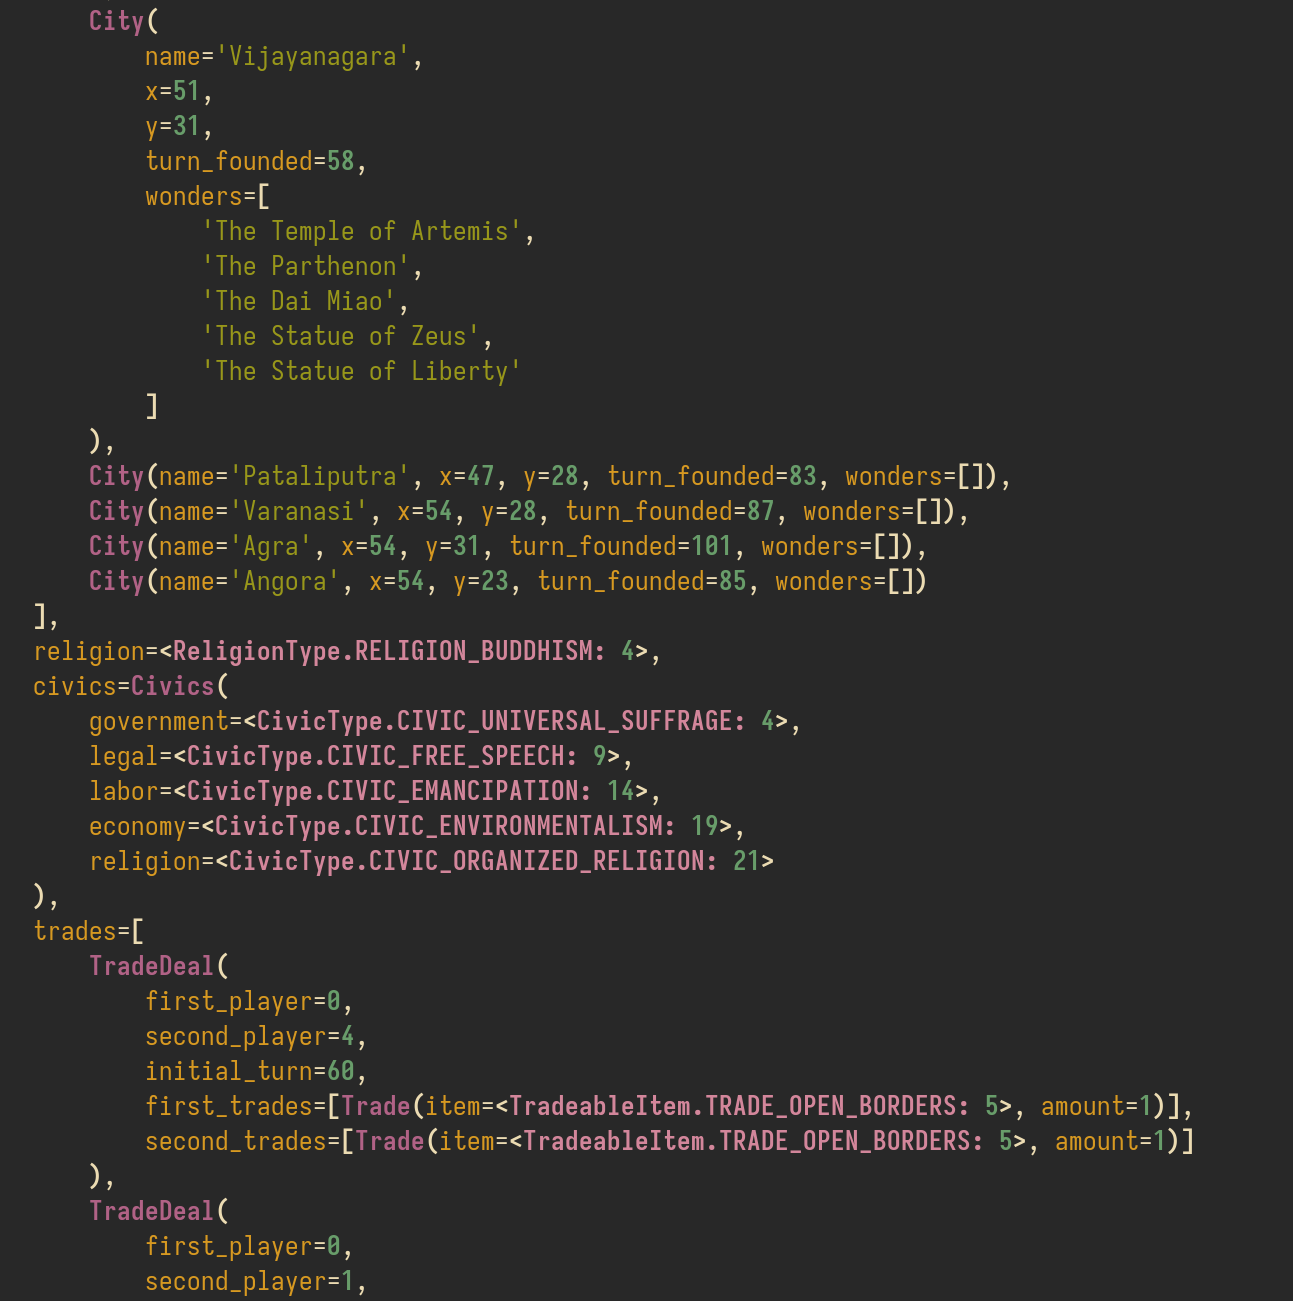 City(
name='Vijayanagara',
x=51,
y=31,
turn_founded=58,
wonders=[
'The Temple of Artemis',
'The Parthenon',
'The Dai Miao',
'The Statue of Zeus',
'The Statue of Liberty'
]
),
City(name='Pataliputra', x=47, y=28, turn_founded=83, wonders=[]),
City(name='Varanasi', x=54, y=28, turn_founded=87, wonders=[]),
City(name='Agra', x=54, y=31, turn_founded=101, wonders=[]),
City(name='Angora', x=54, y=23, turn_founded=85, wonders=[])
],
religion=<ReligionType.RELIGION_BUDDHISM: 4>,
civics=Civics(
government=<CivicType.CIVIC_UNIVERSAL_SUFFRAGE: 4>,
legal=<CivicType.CIVIC_FREE_SPEECH: 9>,
labor=<CivicType.CIVIC_EMANCIPATION: 14>,
economy=<CivicType.CIVIC_ENVIRONMENTALISM: 19>,
religion=<CivicType.CIVIC_ORGANIZED_RELIGION: 21>
),
trades=[
TradeDeal(
first_player=0,
second_player=4,
initial_turn=60,
first_trades=[Trade(item=<TradeableItem.TRADE_OPEN_BORDERS: 5>, amount=1)],
second_trades=[Trade(item=<TradeableItem.TRADE_OPEN_BORDERS: 5>, amount=1)]
),
TradeDeal(
first_player=0,
second_player=1,